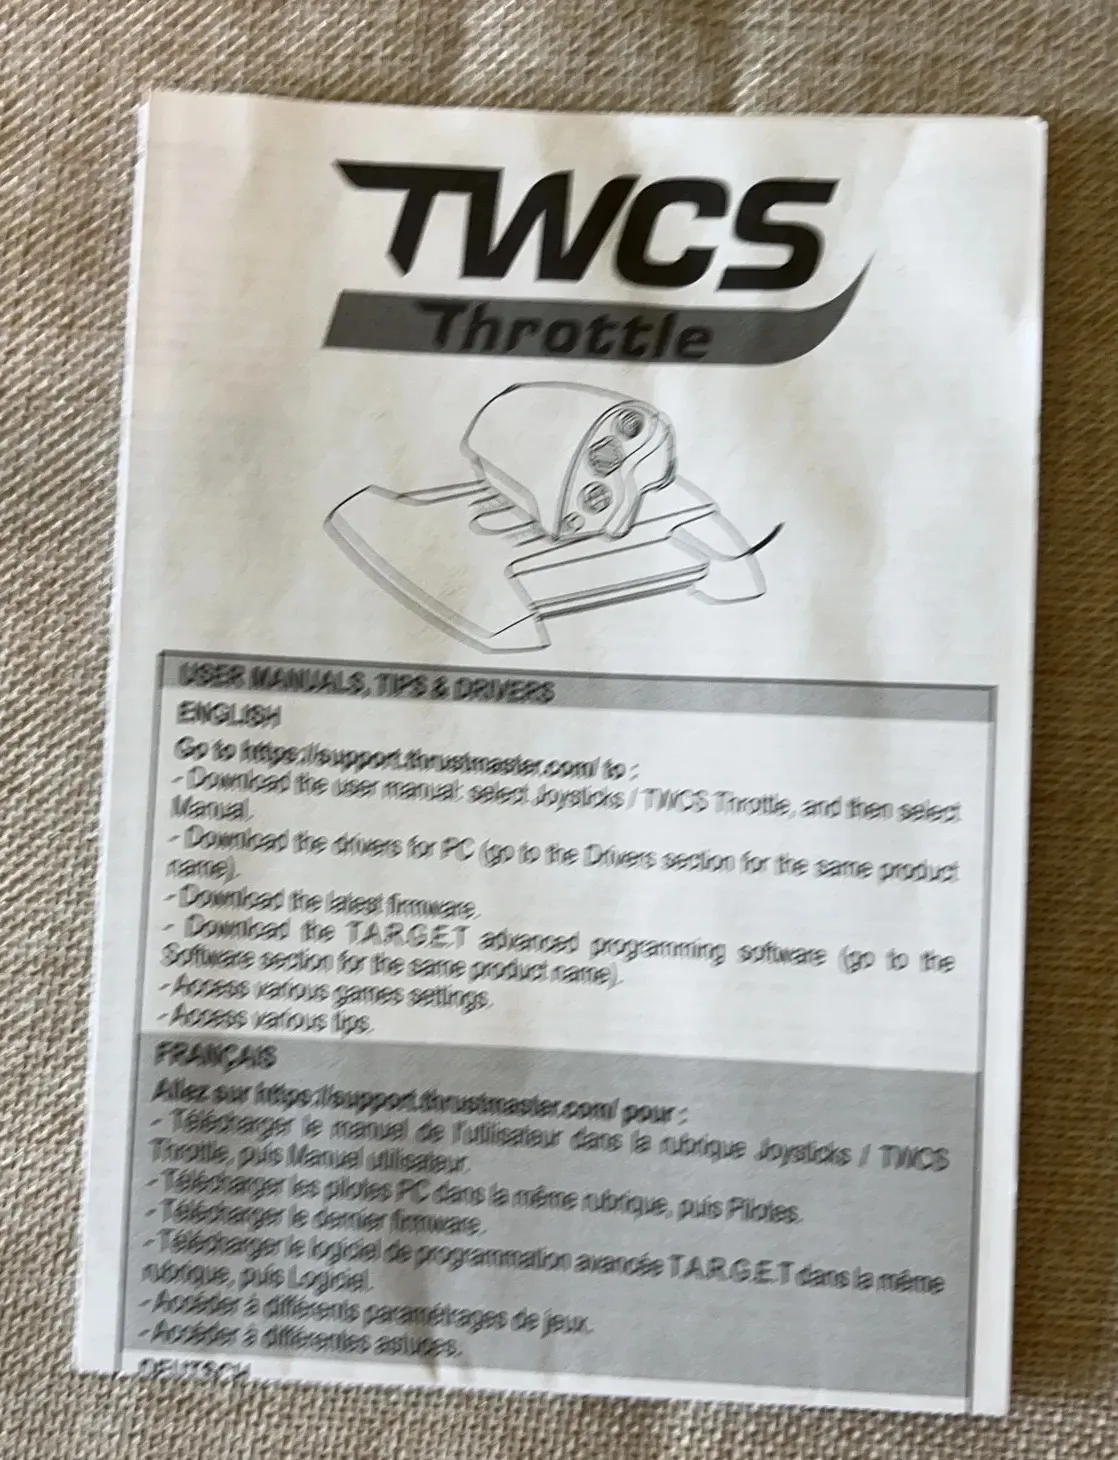 TWCS
Throttle
USER MANUALS, TIPS & DRIVERS
ENGLISH
Go to https://support.thrustmaster.com/ to :
- Download the user manual: select Joysticks / TWCS Throttle, and then select
Manual.
- Download the drivers for PC (go to the Drivers section for the same product
name).
- Download the latest firmware.
- Download the T.A.R.G.E.T advanced programming software (go to the
Software section for the same product name).
- Access various games settings.
- Access various tips.
FRANÇAIS
Allez sur https://support.thrustmaster.com/ pour :
- Télécharger le manuel de l'utilisateur dans la rubrique Joysticks / TWCS
Throttle, puis Manuel utilisateur.
- Télécharger les pilotes PC dans la même rubrique, puis Pilotes.
- Télécharger le dernier firmware.
- Télécharger le logiciel de programmation avancée T.A.R.G.E.T dans la même
rubrique, puis Logiciel.
- Accéder à différents paramétrages de jeux.
- Accéder à différentes astuces.
DEUTSCH